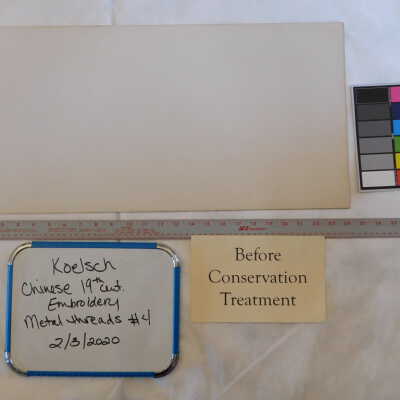 Koelsch
Chinese 19th cent.
Embroidery
Metal threads #4
2/3/2020
Before
Conservation
Treatment